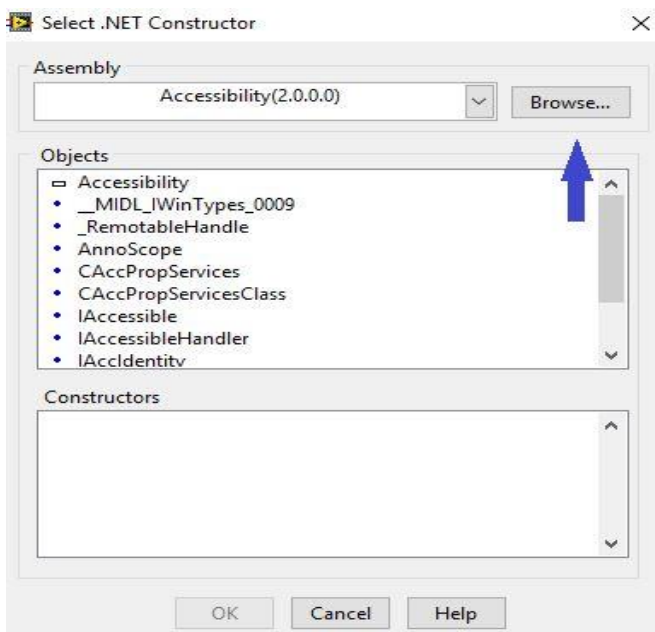 Select .NET Constructor
Assembly
Accessibility(2.0.0.0)
Browse...
Objects
Accessibility
__MIDL_IWinTypes_0009
_RemotableHandle
AnnoScope
CAccPropServices
CAccPropServicesClass
IAccessible
IAccessibleHandler
IAccIdentity
Constructors
OK Cancel Help